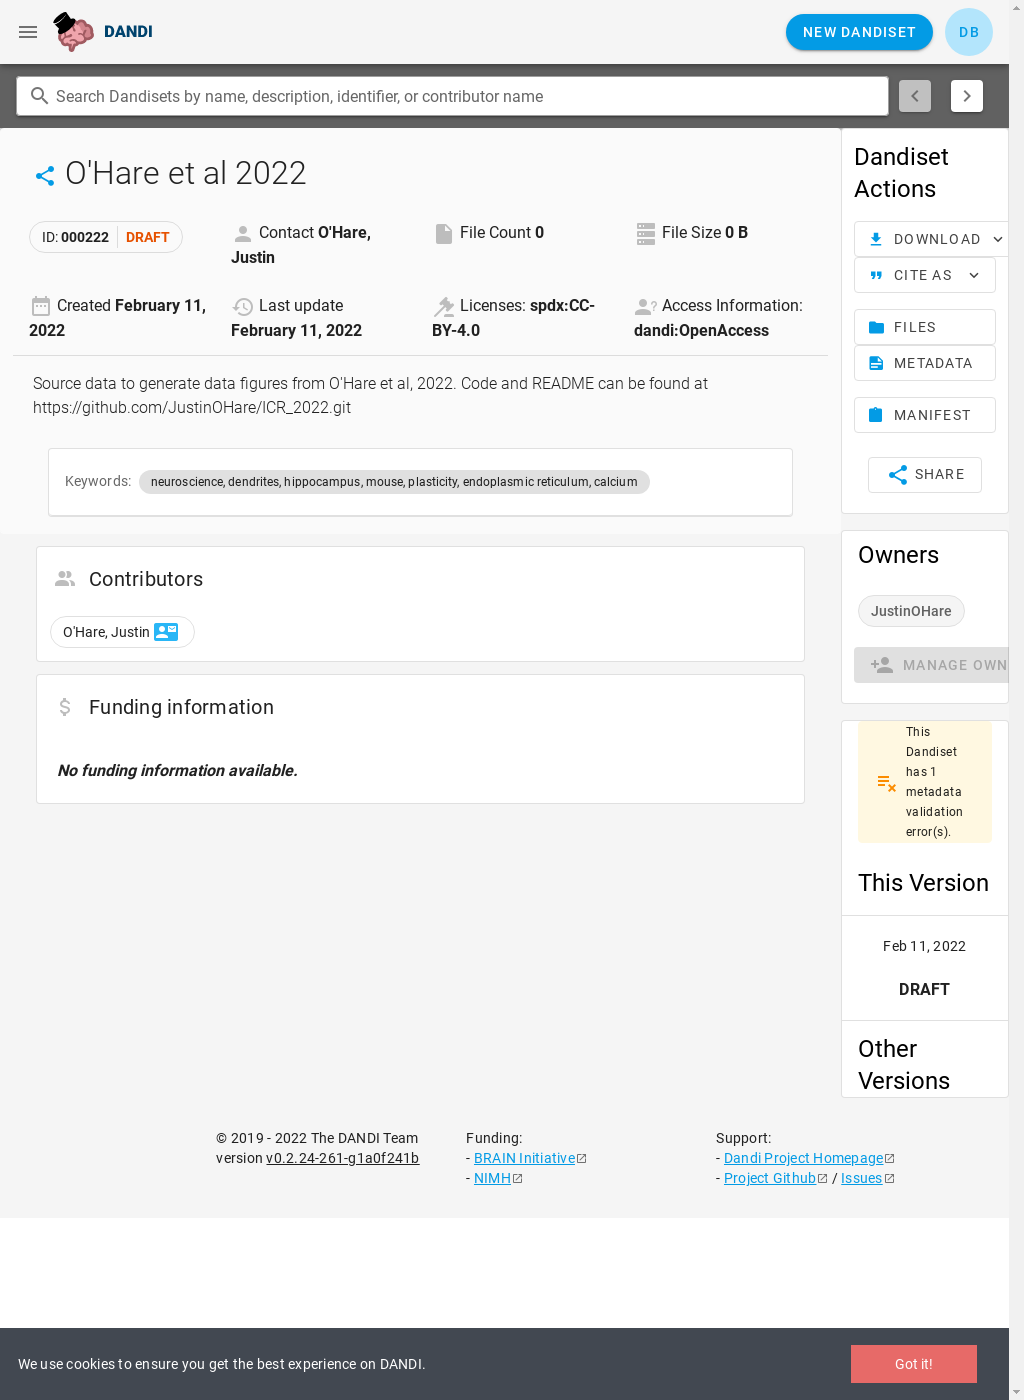 DANDI
NEW DANDISET
DB
Search Dandisets by name, description, identifier, or contributor name
O'Hare et al 2022
ID: 000222 DRAFT
Contact O'Hare, Justin
File Count 0
File Size 0 B
Created February 11, 2022
Last update February 11, 2022
Licenses: spdx:CC-BY-4.0
Access Information: dandi:OpenAccess
Source data to generate data figures from O'Hare et al, 2022. Code and README can be found at
https://github.com/JustinOHare/ICR_2022.git
Keywords: neuroscience, dendrites, hippocampus, mouse, plasticity, endoplasmic reticulum, calcium
Contributors
O'Hare, Justin
Funding information
No funding information available.
Dandiset
Actions
DOWNLOAD
CITE AS
FILES
METADATA
MANIFEST
SHARE
Owners
JustinOHare
MANAGE OWN
This
Dandiset
has 1
metadata
validation
error(s).
This Version
Feb 11, 2022
DRAFT
Other
Versions
© 2019 - 2022 The DANDI Team
version v0.2.24-261-g1a0f241b
Funding:
- BRAIN Initiative
- NIMH
Support:
- Dandi Project Homepage
- Project Github / Issues
We use cookies to ensure you get the best experience on DANDI.
Got it!